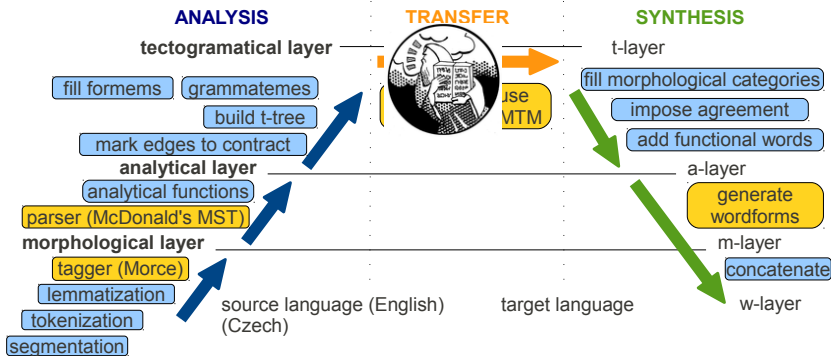 ANALYSIS TRANSFER SYNTHESIS
tectogramatical layer t-layer
fill formems grammatemes fill morphological categories
build t-tree use impose agreement
MTM
mark edges to contract add functional words
analytical layer a-layer
analytical functions generate
parser (McDonald's MST) wordforms
morphological layer m-layer
tagger (Morce) concatenate
lemmatization
source language (English) target language w-layer
tokenization (Czech)
segmentation